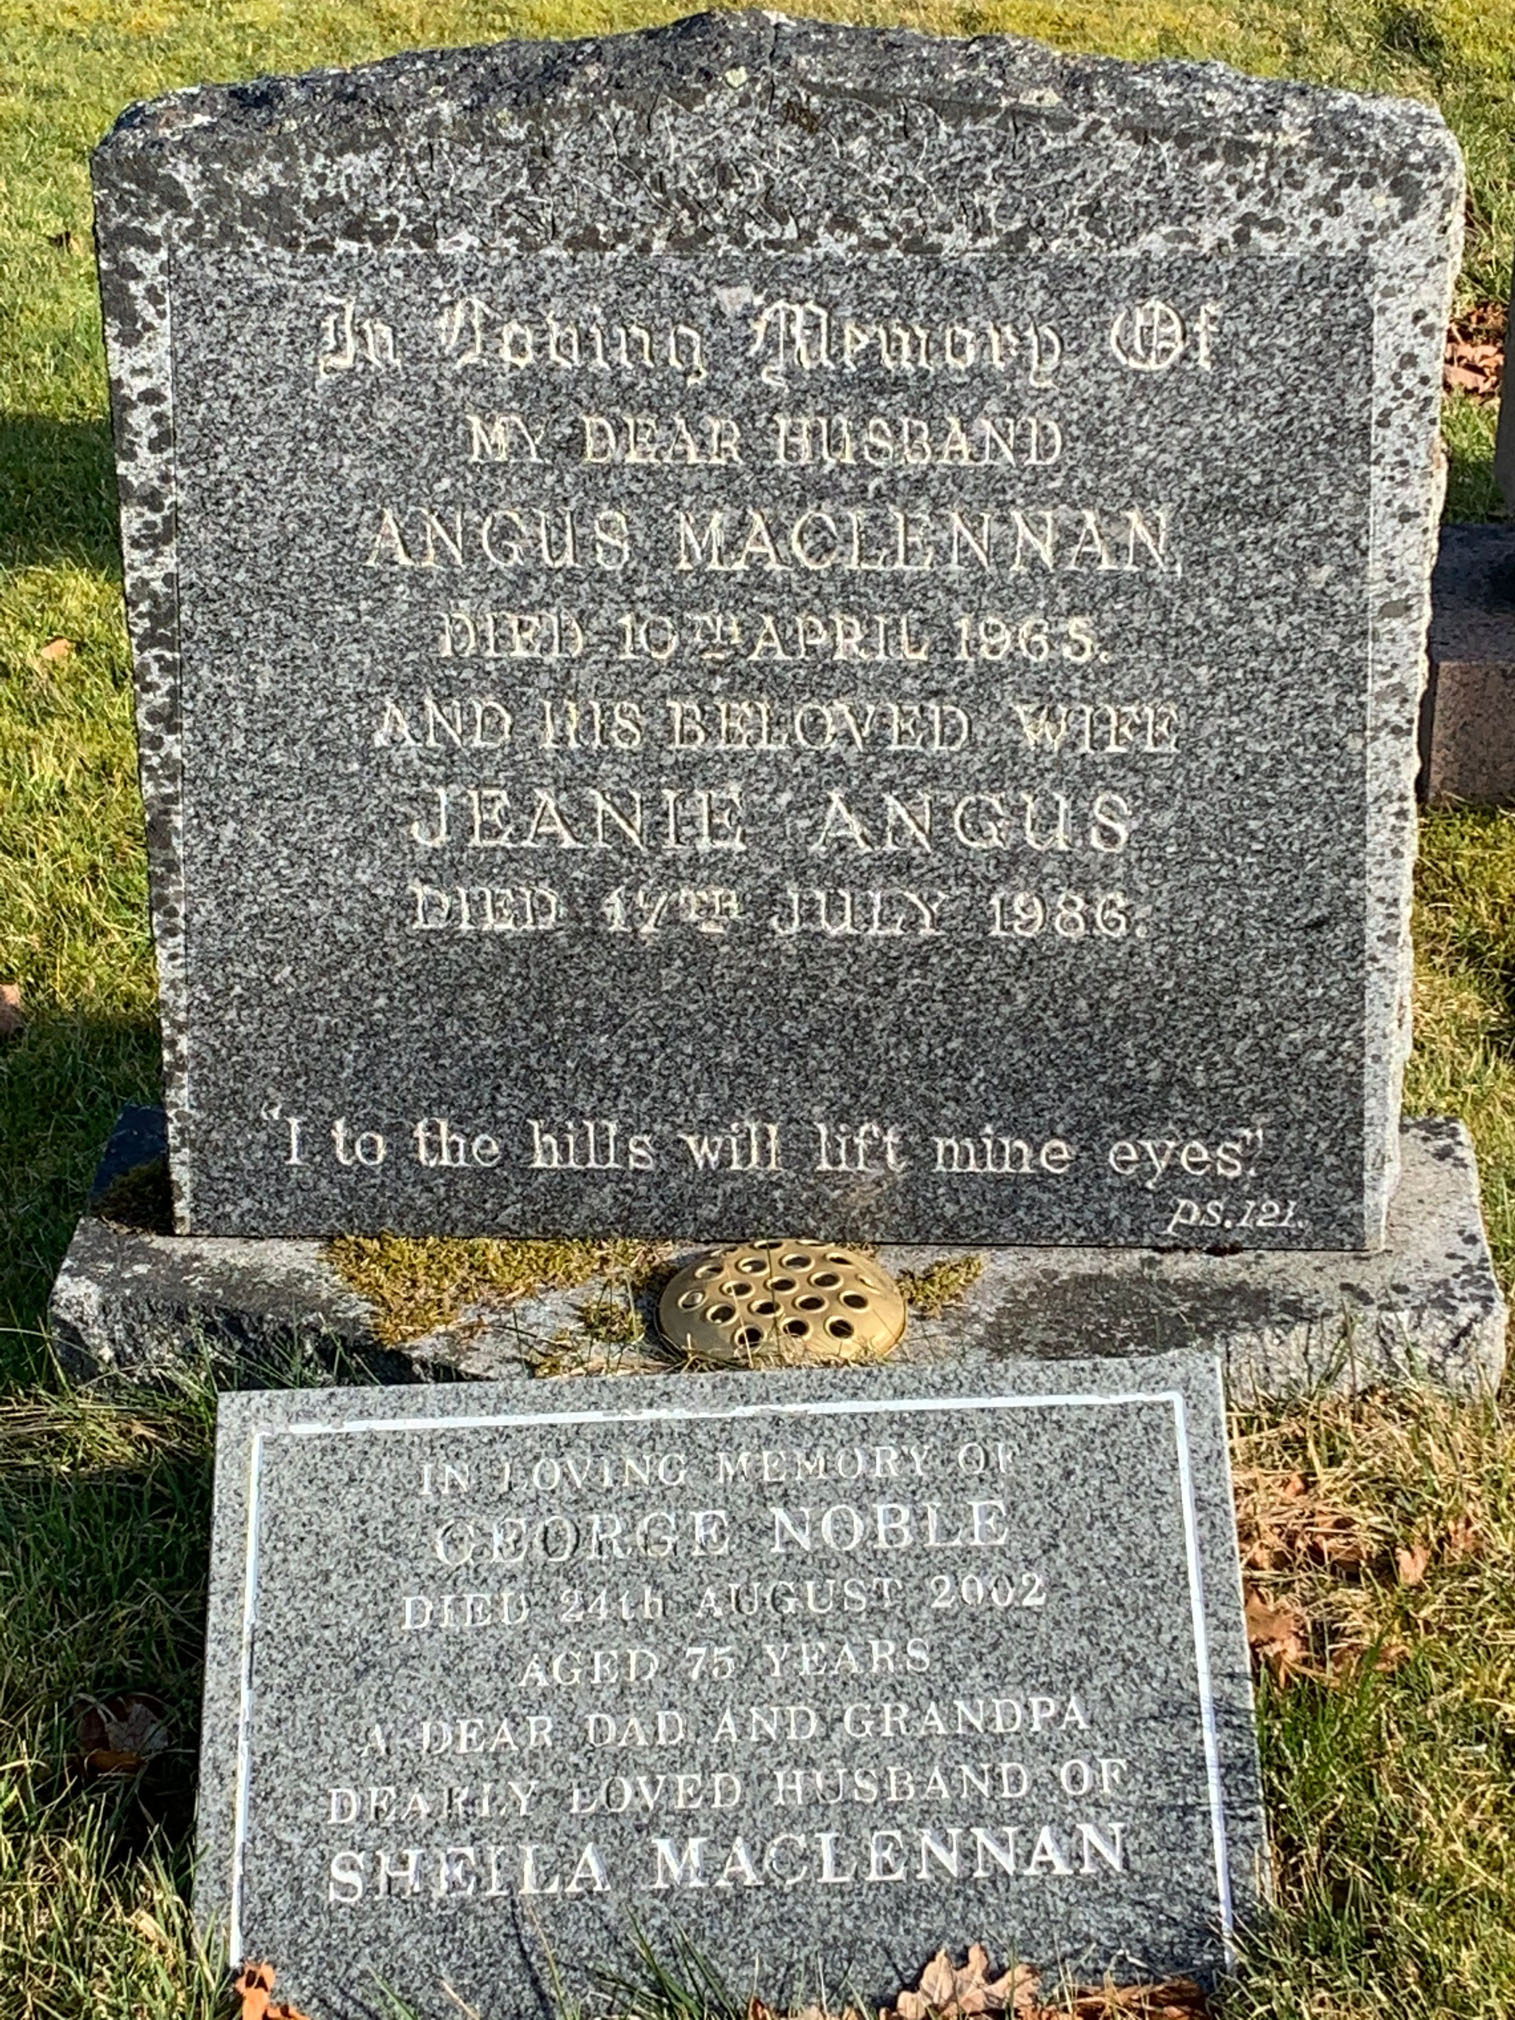 In Loving Memory Of
MY DEAR HUSBAND
ANGUS MACLENNAN,
DIED 10TH APRIL 1965.
AND HIS BELOVED WIFE
JEANIE ANGUS
DIED 17TH JULY 1986.
"I to the hills will lift mine eyes"
PS.121.
IN LOVING MEMORY OF
GEORGE NOBLE
DIED 24th AUGUST 2002
AGED 75 YEARS
A DEAR DAD AND GRANDPA
DEARLY LOVED HUSBAND OF
SHEILA MACLENNAN